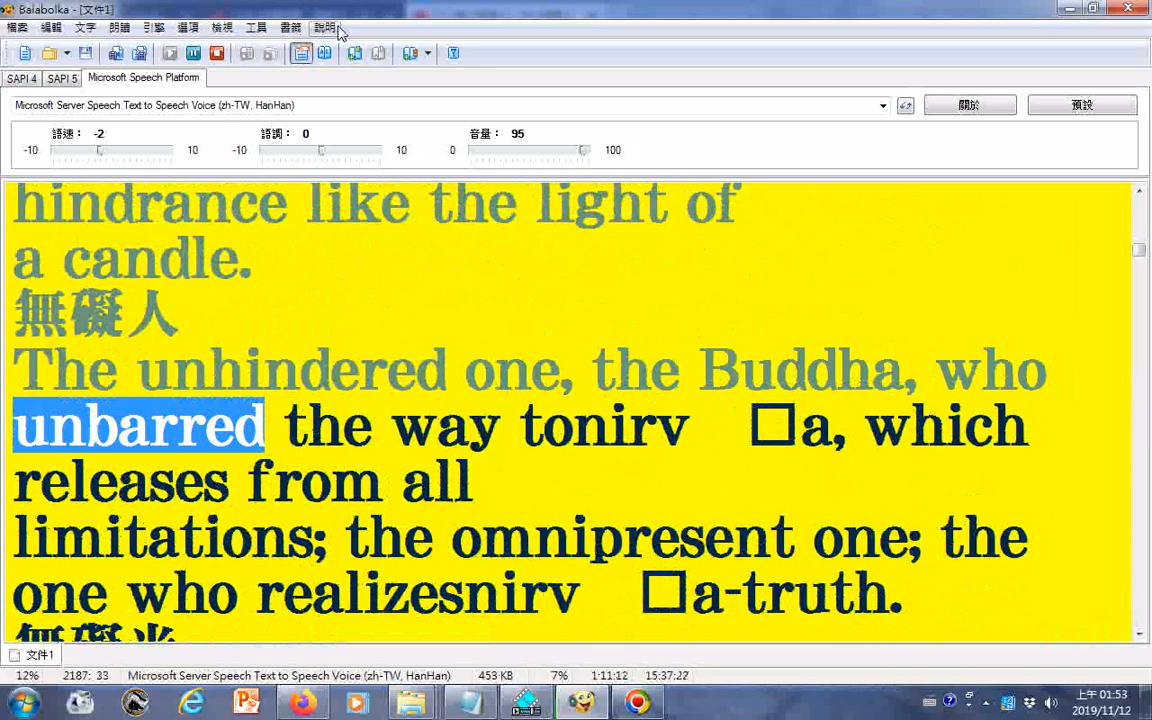 Balabolka - [文件1]
檔案 編輯 文字 朗讀 引擎 選項 檢視 工具 書籤 說明
SAPI 4 SAPI 5 Microsoft Speech Platform
Microsoft Server Speech Text to Speech Voice (zh-TW, HanHan) 關於 預設
語速： -2 語調： 0 音量： 95
-10 10 -10 10 0 100
hindrance like the light of
a candle.
無礙人
The unhindered one, the Buddha, who
unbarred the way tonirv □a, which
releases from all
limitations; the omnipresent one; the
one who realizesnirv □a-truth.
無礙光
文件1
12% 2187: 33 Microsoft Server Speech Text to Speech Voice (zh-TW, HanHan) 453 KB 7% 1:11:12 15:37:22
上午 01:53
2019/11/12